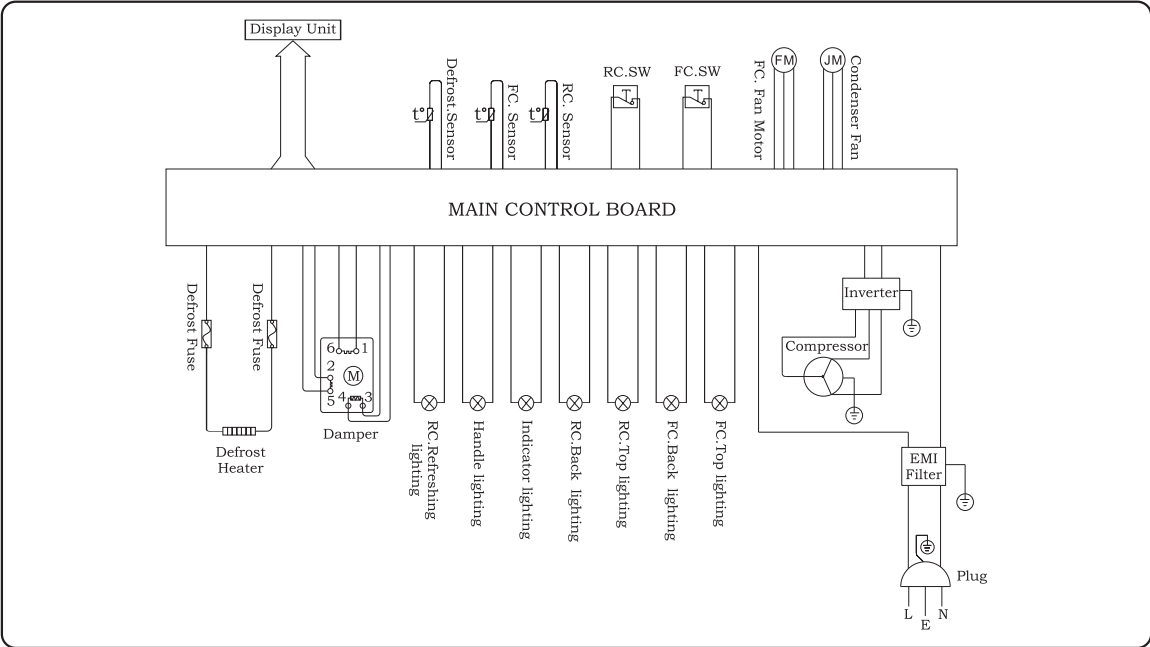 Display Unit
Defrost.Sensor
t°
FC. Sensor
t°
RC. Sensor
t°
RC.SW
FC.SW
FC. Fan Motor
FM
JM
Condenser Fan
MAIN CONTROL BOARD
Defrost Fuse
Defrost Fuse
Defrost
Heater
6
1
2
M
5
4
3
Damper
RC.Refreshing
lighting
Handle lighting
Indicator lighting
RC.Back lighting
RC.Top lighting
FC.Back lighting
FC.Top lighting
Inverter
Compressor
EMI
Filter
Plug
L
E
N